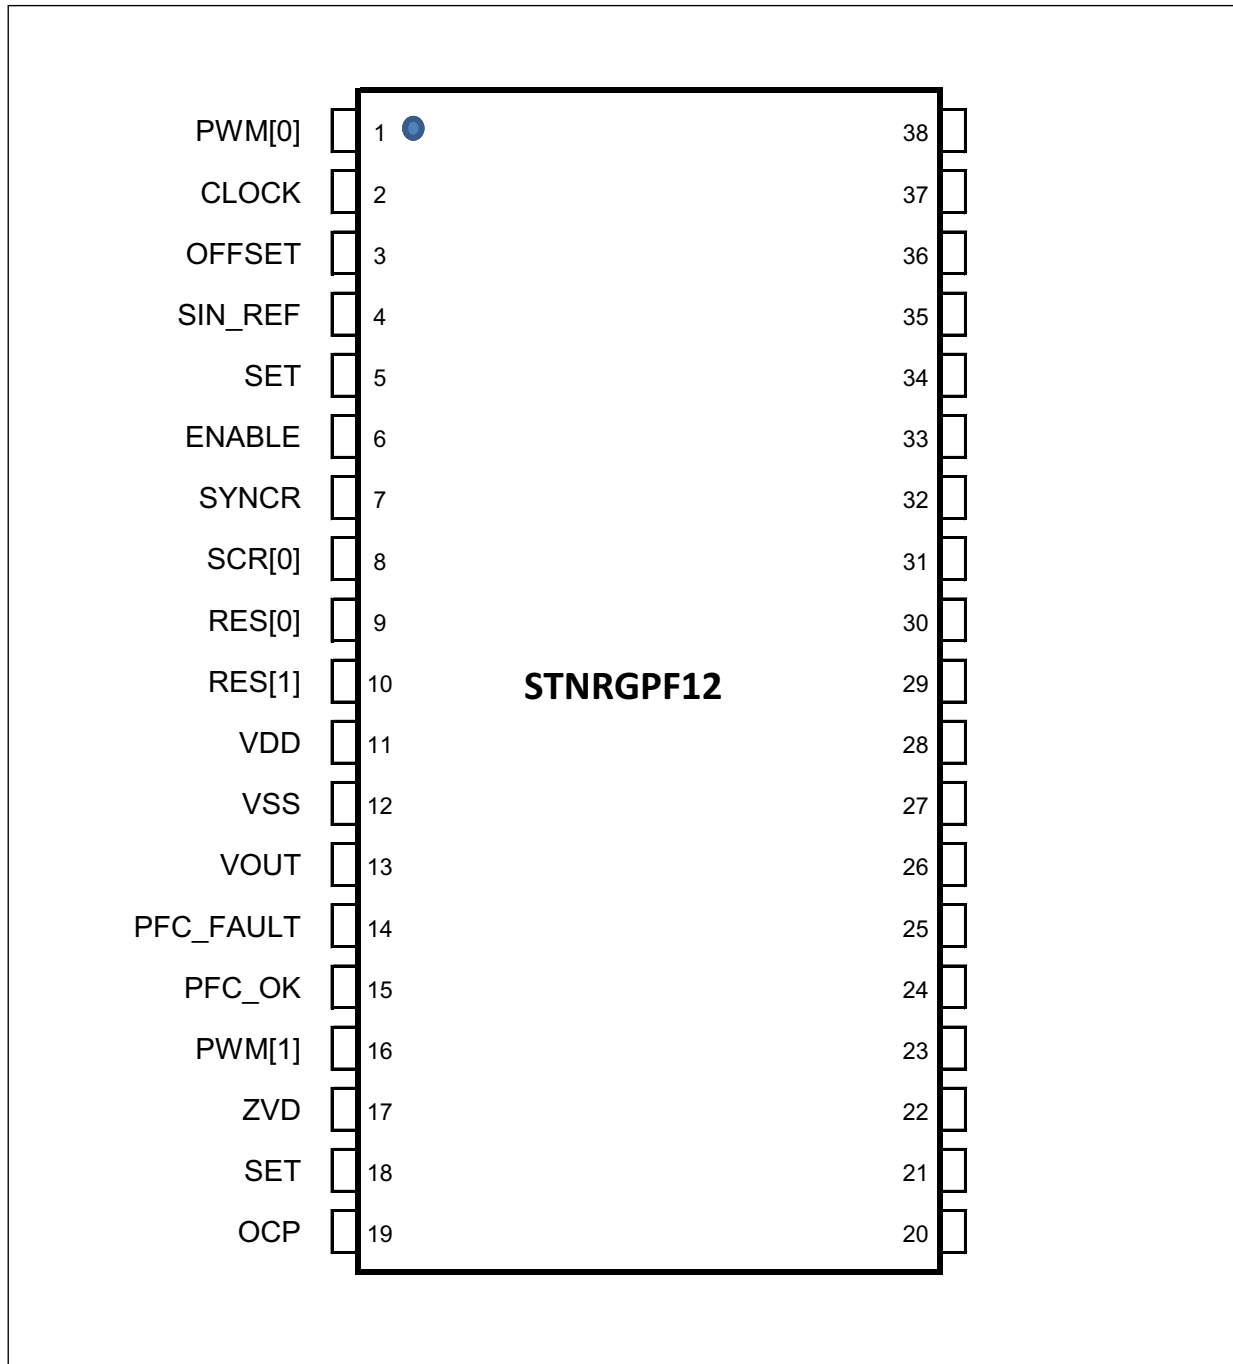 PWM[0] 1 38
CLOCK 2 37
OFFSET 3 36
SIN_REF 4 35
SET 5 34
ENABLE 6 33
SYNCR 7 32
SCR[0] 8 31
RES[0] 9 30
RES[1] 10 STNRGPF12 29
VDD 11 28
VSS 12 27
VOUT 13 26
PFC_FAULT 14 25
PFC_OK 15 24
PWM[1] 16 23
ZVD 17 22
SET 18 21
OCP 19 20